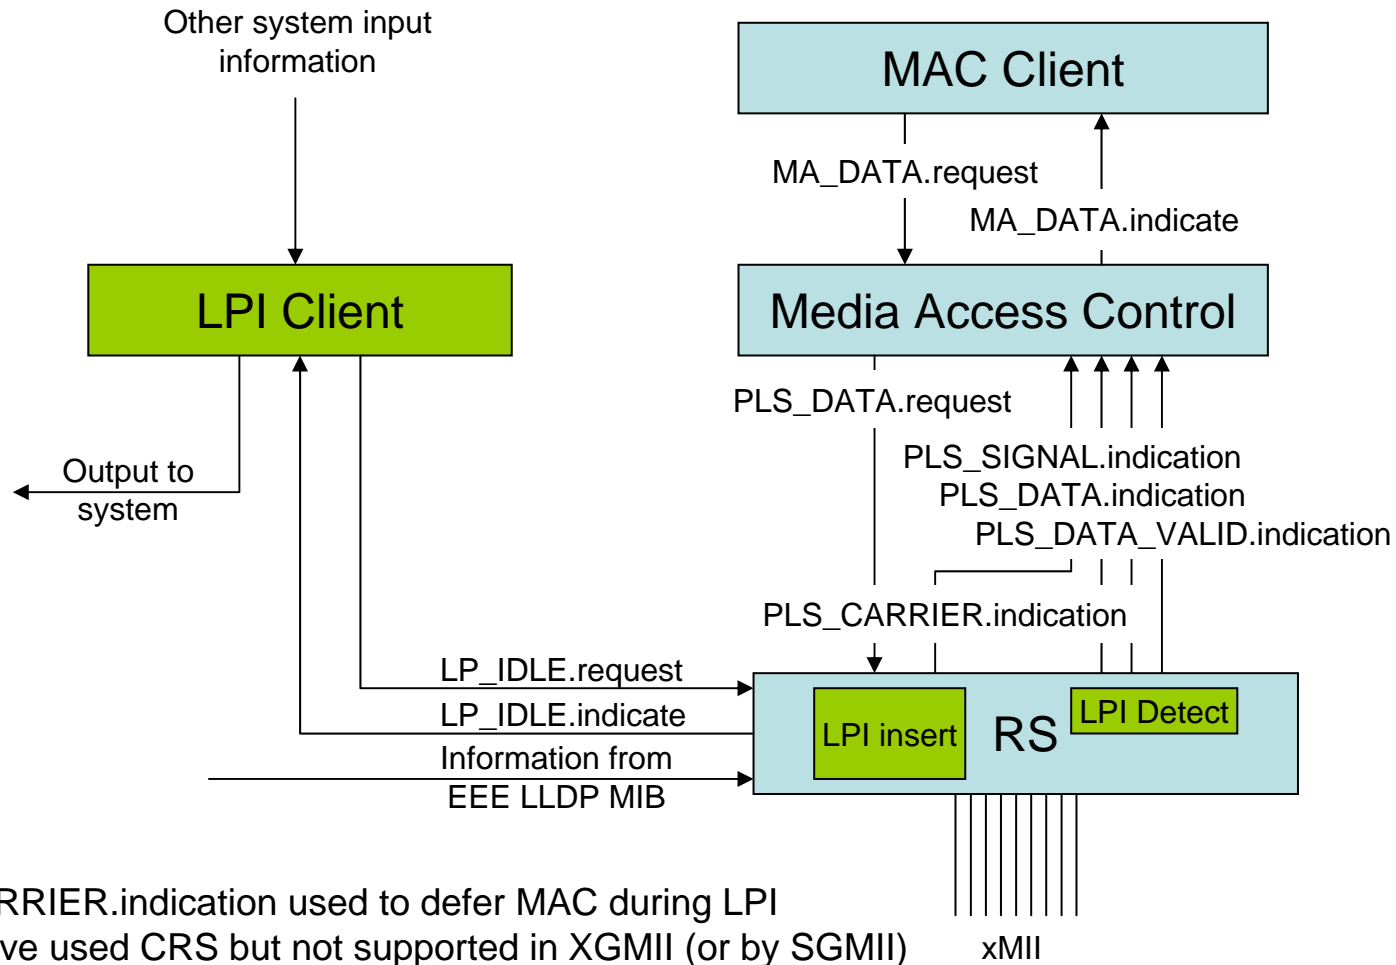 Other system input
information
MAC Client
MA_DATA.request
MA_DATA.indicate
LPI Client
Media Access Control
PLS_DATA.request
PLS_SIGNAL.indication
PLS_DATA.indication
PLS_DATA_VALID.indication
Output to
system
PLS_CARRIER.indication
LP_IDLE.request
LP_IDLE.indicate
Information from
EEE LLDP MIB
LPI insert
RS
LPI Detect
RRIER.indication used to defer MAC during LPI
ve used CRS but not supported in XGMII (or by SGMII)
xMII